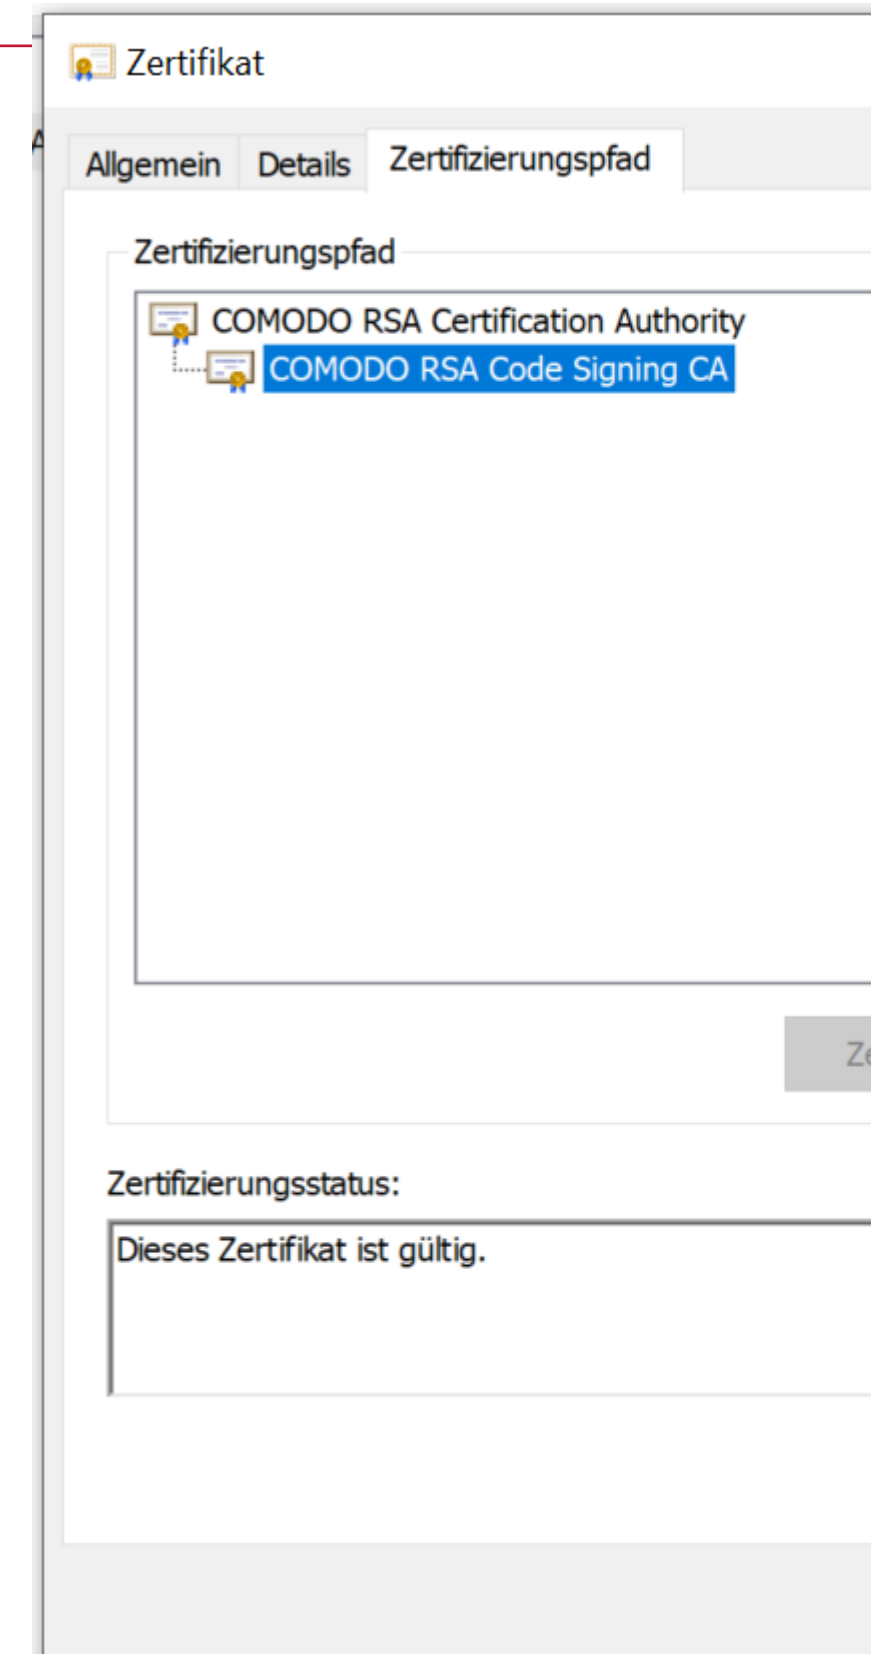 Zertifikat
Allgemein Details Zertifizierungspfad
Zertifizierungspfad
COMODO RSA Certification Authority
COMODO RSA Code Signing CA
Ze
Zertifizierungsstatus:
Dieses Zertifikat ist gültig.